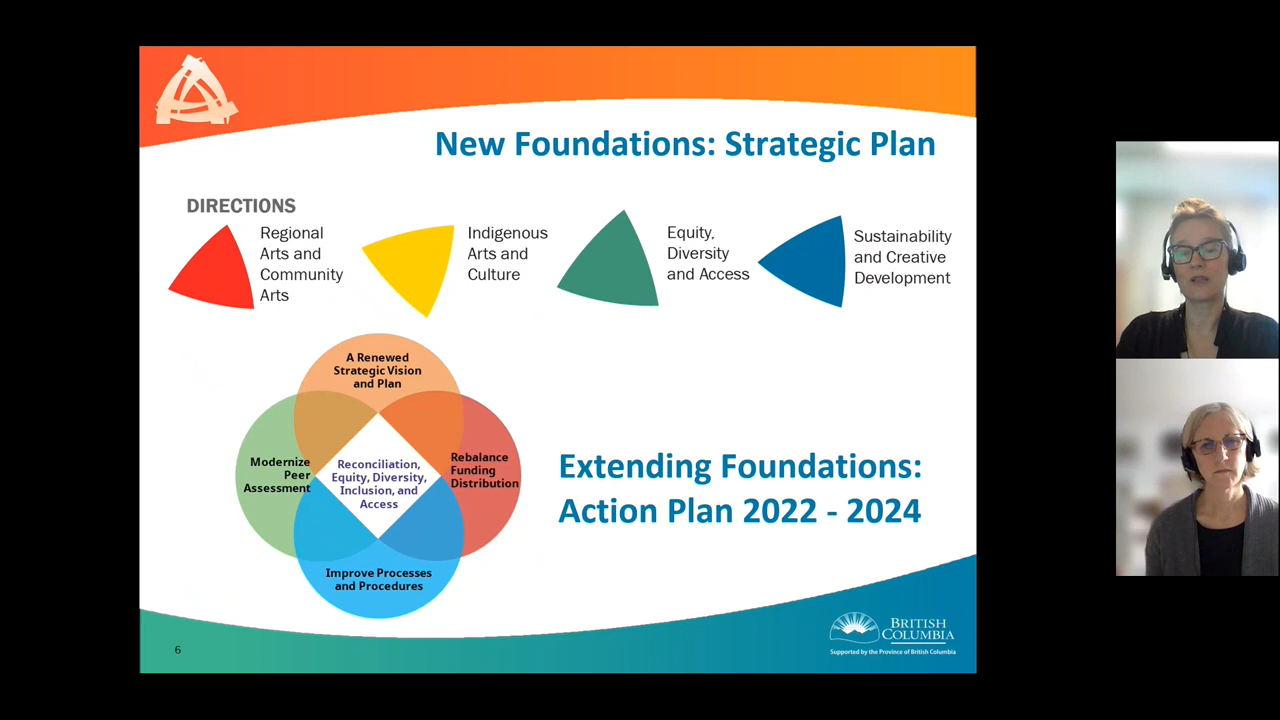 New Foundations: Strategic Plan
DIRECTIONS
Regional
Arts and
Community
Arts
Indigenous
Arts and
Culture
Equity,
Diversity
and Access
Sustainability
and Creative
Development
A Renewed
Strategic Vision
and Plan
Modernize
Peer
Assessment
Reconciliation,
Equity, Diversity,
Inclusion, and
Access
Rebalance
Funding
Distribution
Improve Processes
and Procedures
Extending Foundations:
Action Plan 2022 - 2024
6
BRITISH
COLUMBIA
Supported by the Province of British Columbia